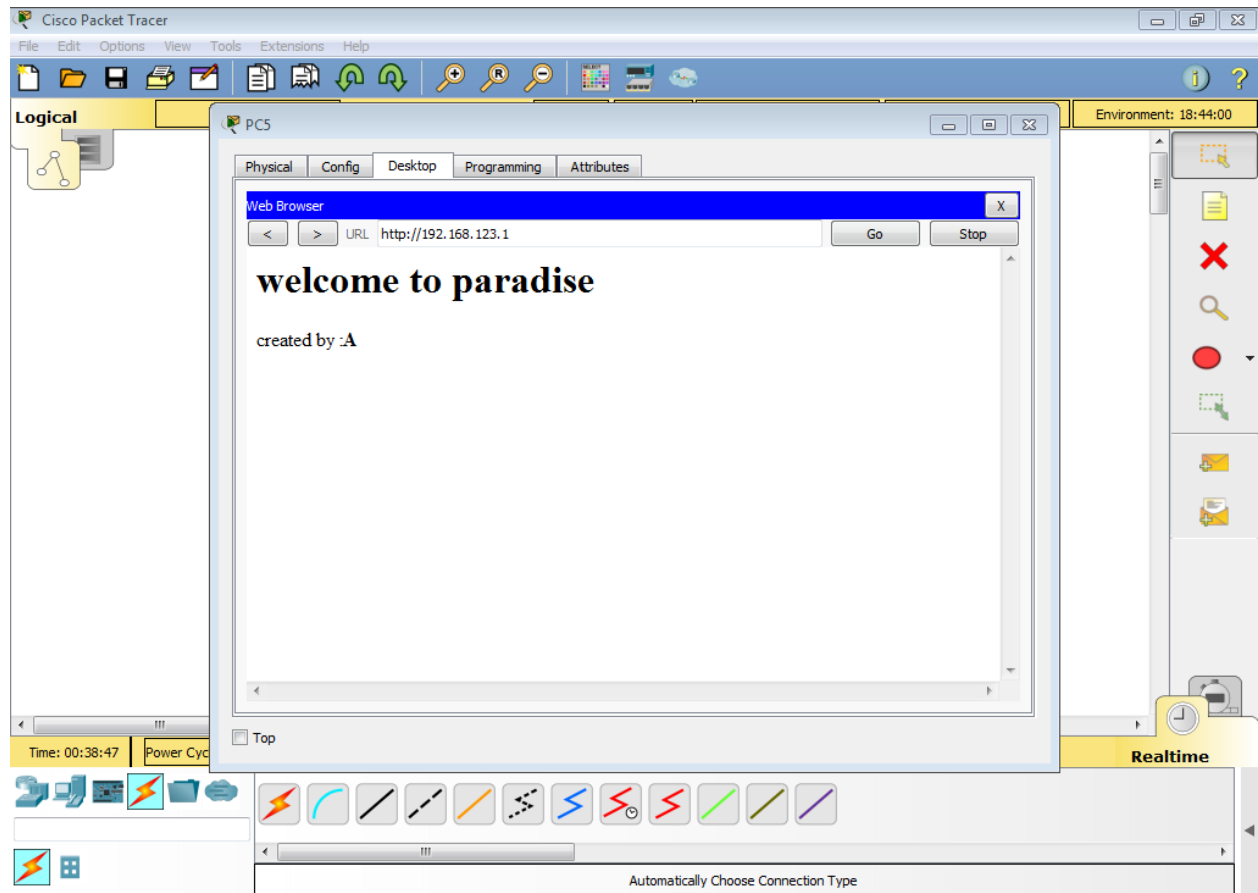 Cisco Packet Tracer
File Edit Options View Tools Extensions Help
Logical
Environment: 18:44:00
PC5
Physical Config Desktop Programming Attributes
Web Browser X
< > URL http://192.168.123.1 Go Stop
welcome to paradise
created by :A
Top
Time: 00:38:47 Power Cyc
Realtime
Automatically Choose Connection Type